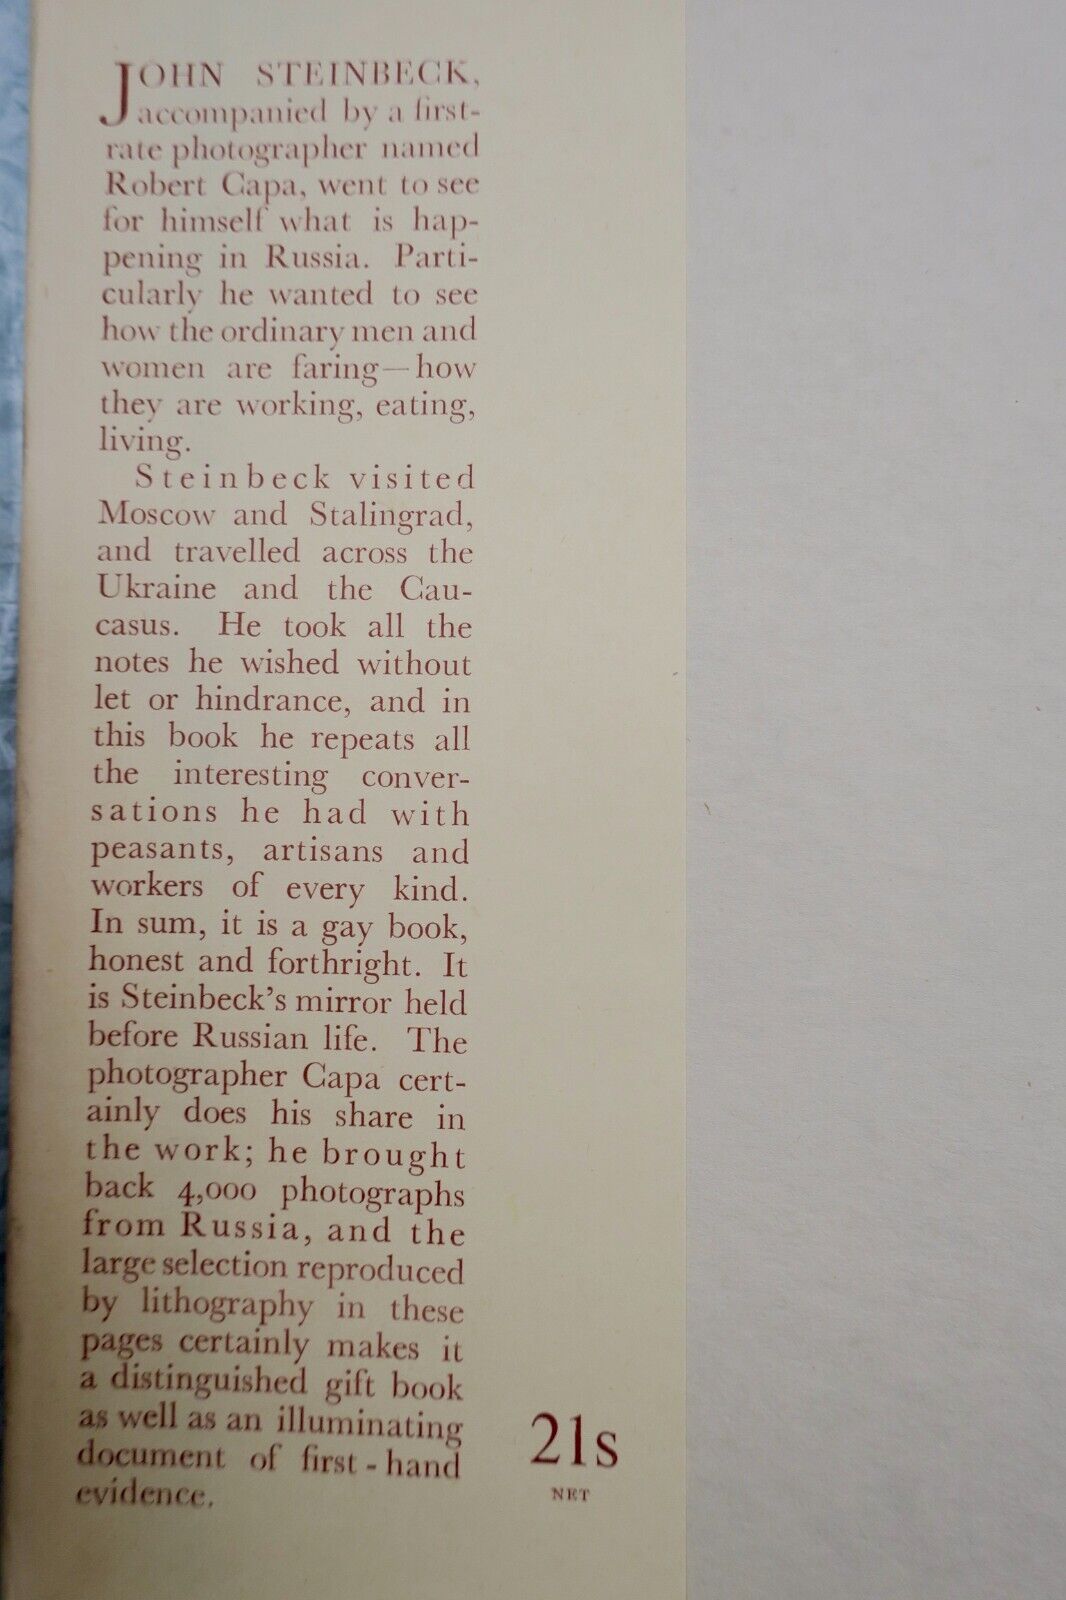 JOHN STEINBECK,
accompanied by a first-
rate photographer named
Robert Capa, went to see
for himself what is hap-
pening in Russia. Parti-
cularly he wanted to see
how the ordinary men and
women are faring—how
they are working, eating,
living.
Steinbeck visited
Moscow and Stalingrad,
and travelled across the
Ukraine and the Cau-
casus. He took all the
notes he wished without
let or hindrance, and in
this book he repeats all
the interesting conver-
sations he had with
peasants, artisans and
workers of every kind.
In sum, it is a gay book,
honest and forthright. It
is Steinbeck's mirror held
before Russian life. The
photographer Capa cert-
ainly does his share in
the work; he brought
back 4,000 photographs
from Russia, and the
large selection reproduced
by lithography in these
pages certainly makes it
a distinguished gift book
as well as an illuminating
document of first-hand
evidence.
21s
NET